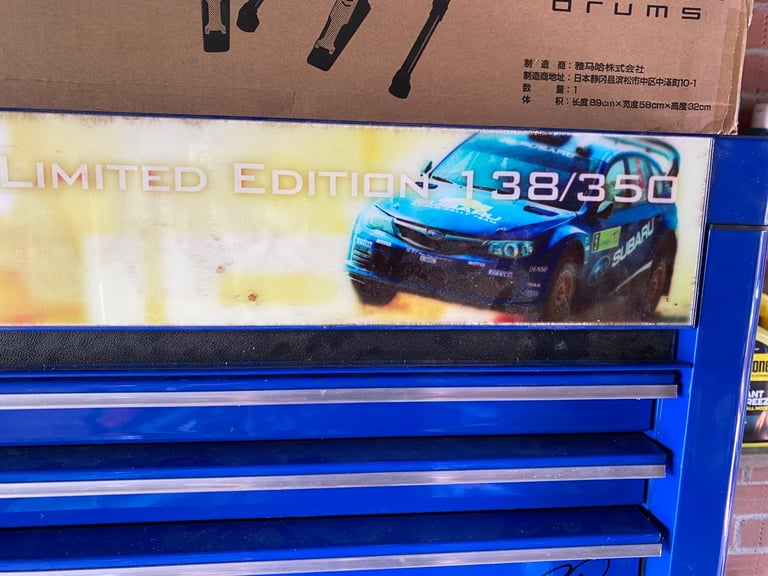 drums
制 造 商：雅马哈株式会社
制造商地址：日本静冈县滨松市中区中泽町10-1
数 量：1
体 积：长度89cm×宽度58cm×高度32cm
LIMITED EDITION 138/350
SUBARU
SUBARU
DENSO